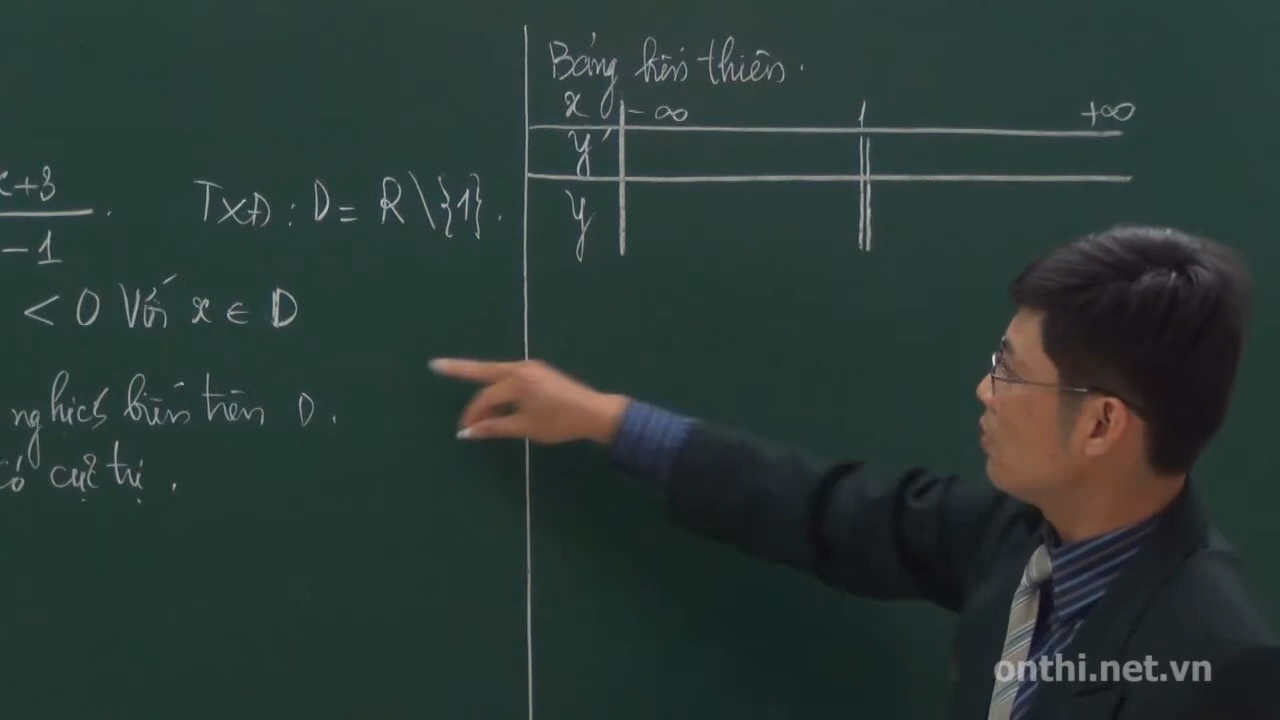 x+3
-1
TXĐ : D = R \ {1}.
< 0 Với x ∈ D
nghịch biến trên D.
có cực trị.
Bảng biến thiên.
x -∞ 1 +∞
y'
y
onthi.net.vn